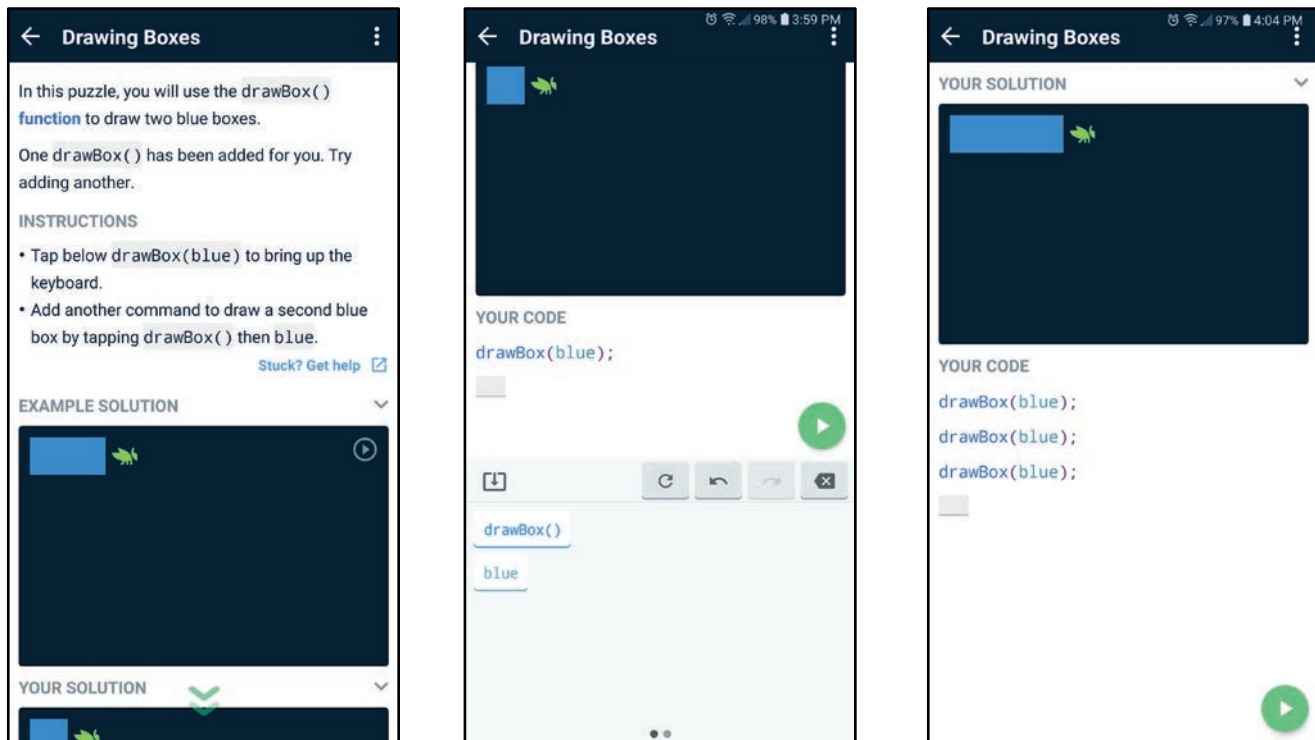 Drawing Boxes
In this puzzle, you will use the drawBox()
function to draw two blue boxes.
One drawBox() has been added for you. Try
adding another.
INSTRUCTIONS
• Tap below drawBox(blue) to bring up the
keyboard.
• Add another command to draw a second blue
box by tapping drawBox() then blue.
Stuck? Get help
EXAMPLE SOLUTION
YOUR SOLUTION
98% 3:59 PM
Drawing Boxes
YOUR CODE
drawBox(blue);
drawBox()
blue
97% 4:04 PM
Drawing Boxes
YOUR SOLUTION
YOUR CODE
drawBox(blue);
drawBox(blue);
drawBox(blue);